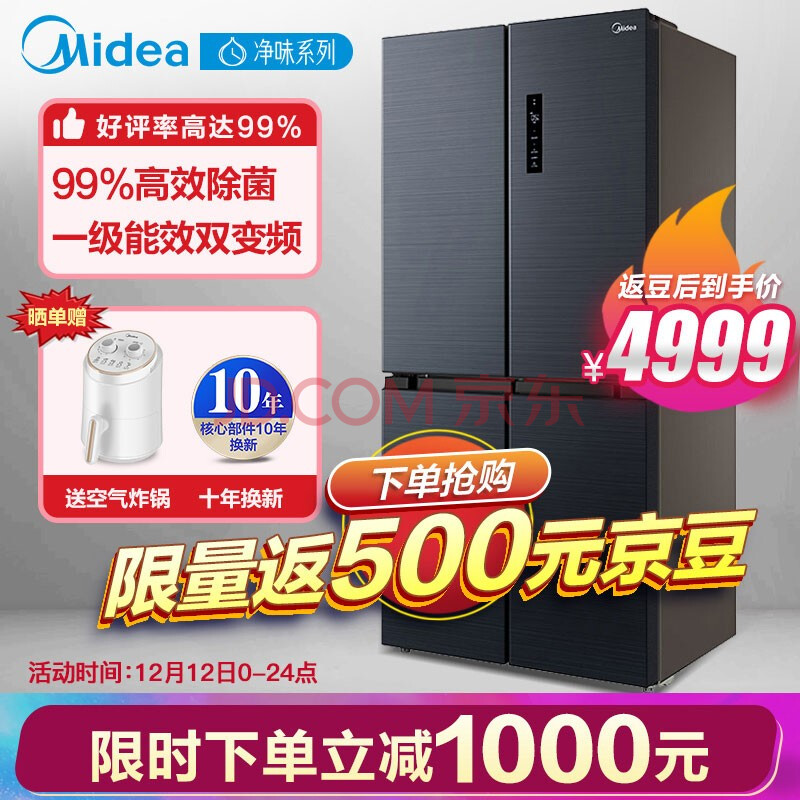 Midea 净味系列
Midea
好评率高达99%
99%高效除菌
一级能效双变频
返豆后到手价
¥4999
晒单赠
Midea
10年
核心部件10年
换新
送空气炸锅 十年换新
JD.COM 京东
下单抢购
限量返500元京豆
活动时间:12月12日0-24点
限时下单立减1000元